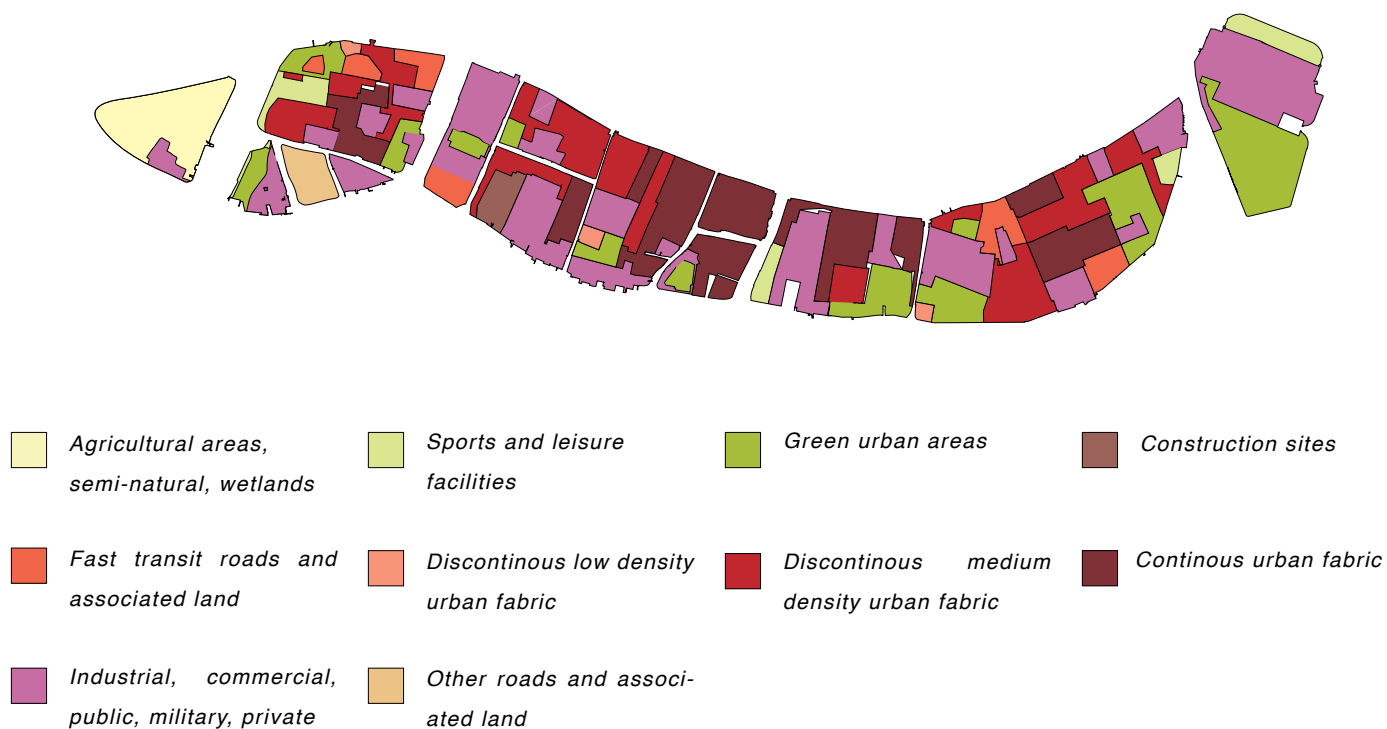 Agricultural areas,
semi-natural, wetlands
Sports and leisure
facilities
Green urban areas
Construction sites
Fast transit roads and
associated land
Discontinous low density
urban fabric
Discontinous medium
density urban fabric
Continous urban fabric
Industrial, commercial,
public, military, private
Other roads and associ-
ated land